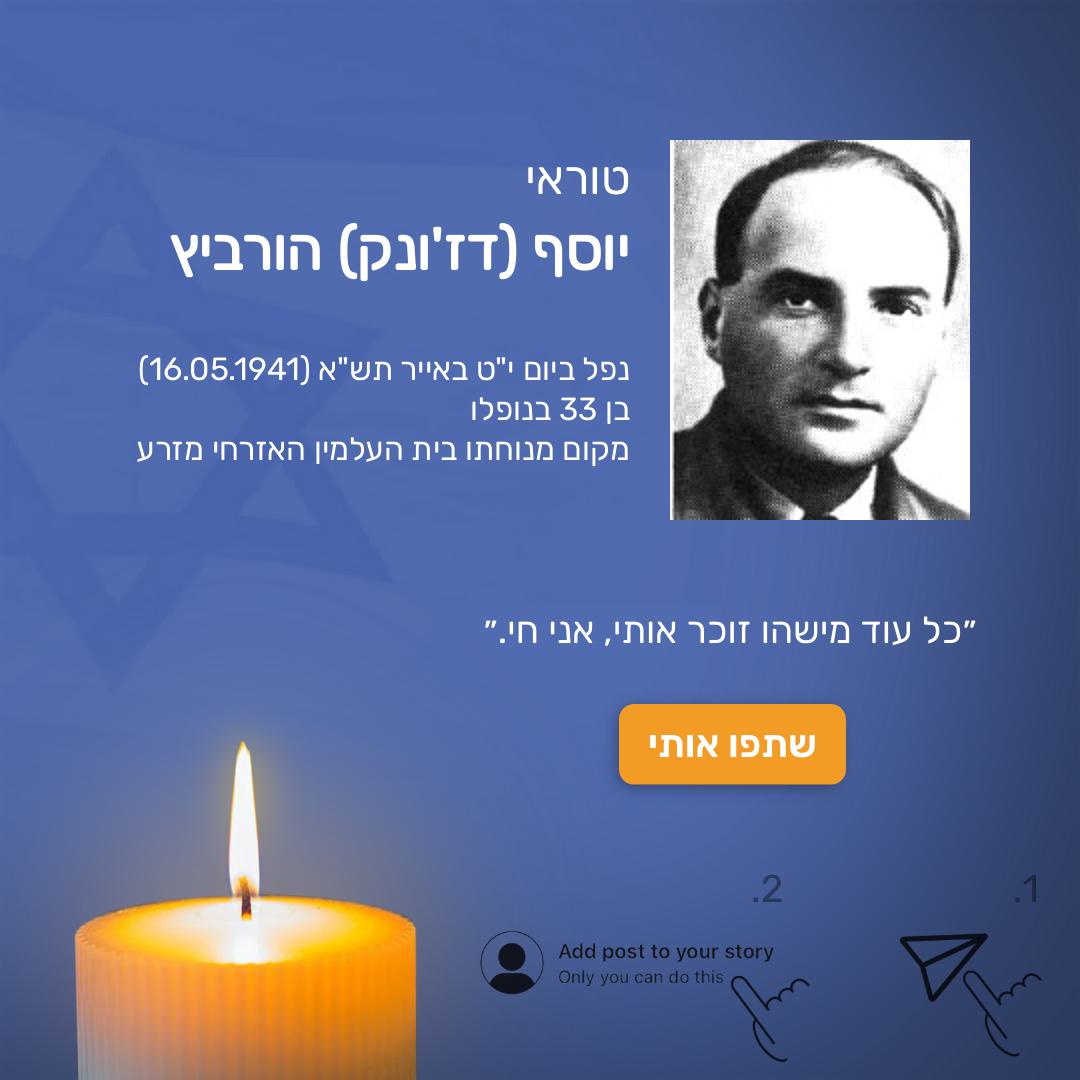 טוראי
יוסף (דז'ונק) הורביץ
נפל ביום י"ט באייר תש"א (16.05.1941)
בן 33 בנופלו
מקום מנוחתו בית העלמין האזרחי מזרע
״כל עוד מישהו זוכר אותי, אני חי.״
שתפו אותי
1.
2.
Add post to your story
Only you can do this